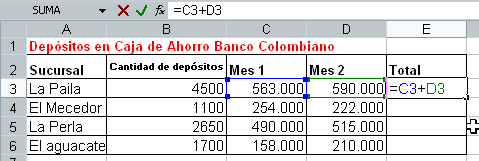 SUMA =C3+D3
A B C D E
1 Depósitos en Caja de Ahorro Banco Colombiano
2 Sucursal Cantidad de depósitos Mes 1 Mes 2 Total
3 La Paila 4500 563.000 590.000 =C3+D3
4 El Mecedor 1100 254.000 222.000
5 La Perla 2650 490.000 515.000
6 El aguacate 1700 158.000 210.000
7